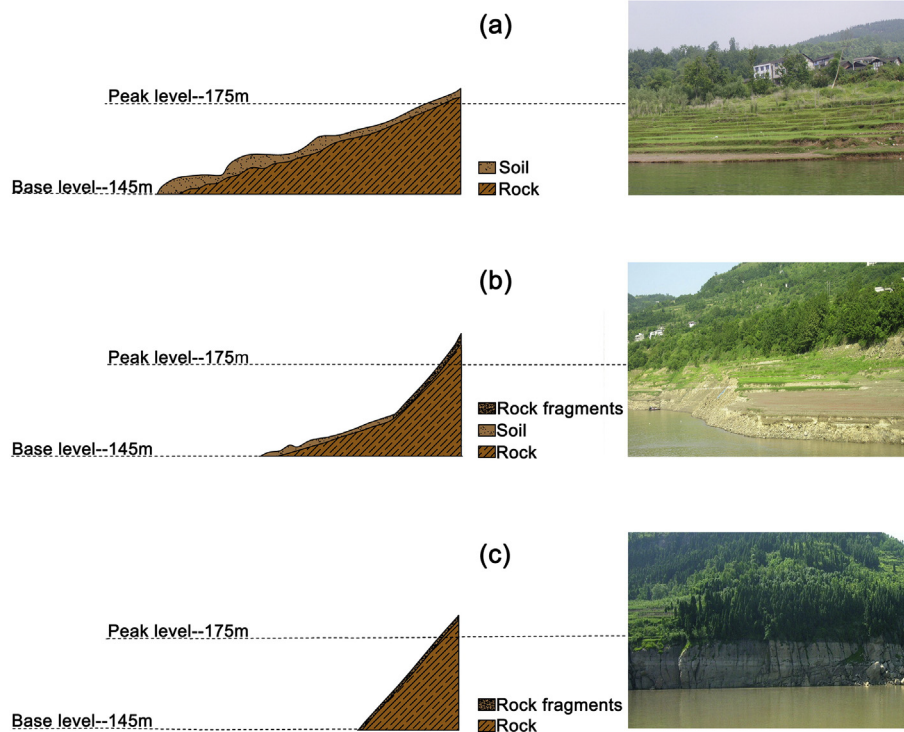 (a)
Peak level--175m
Soil
Base level--145m
Rock
(b)
Peak level--175m
Rock fragments
Soil
Base level--145m
Rock
(c)
Peak level--175m
Rock fragments
Base level--145m
Rock